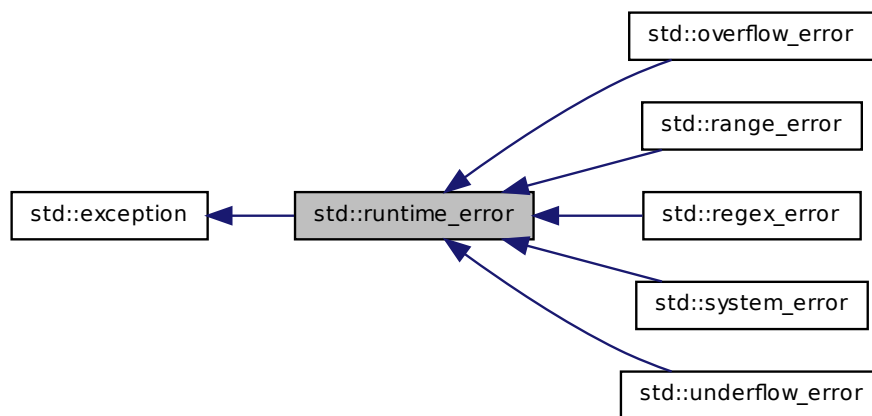 std::overflow_error
std::range_error
std::exception
std::runtime_error
std::regex_error
std::system_error
std::underflow_error